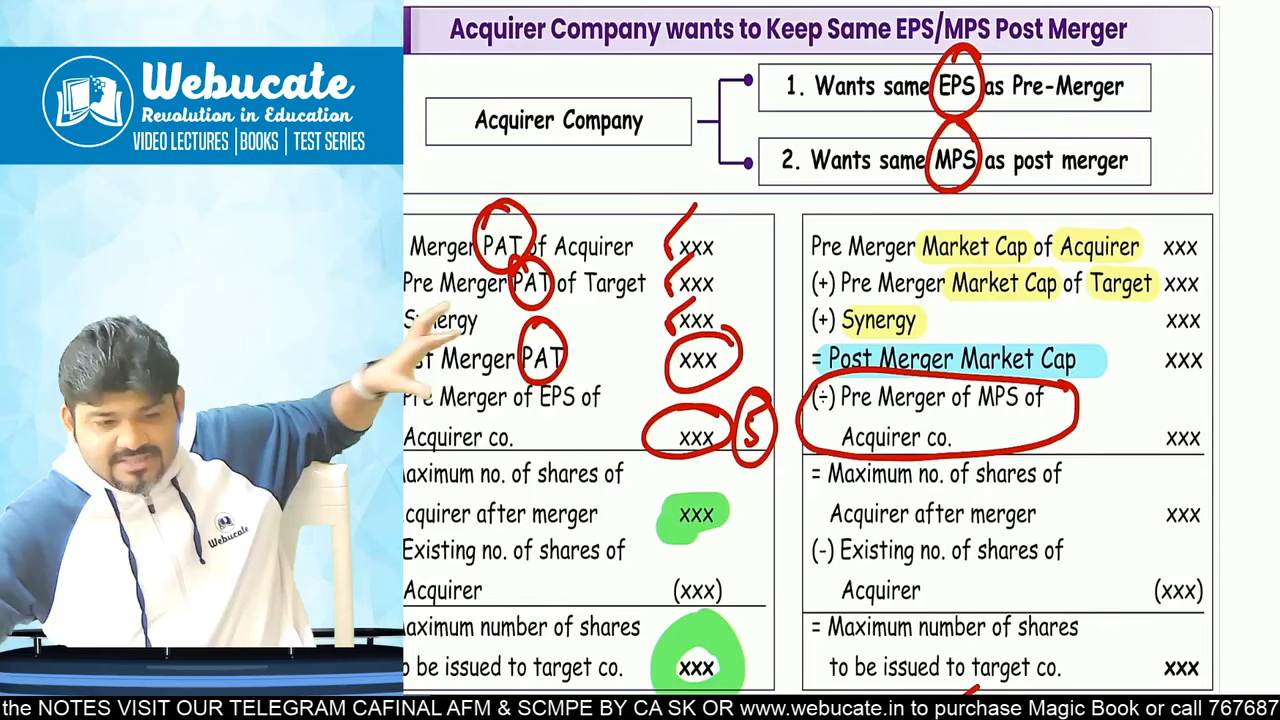 Acquirer Company wants to Keep Same EPS/MPS Post Merger
Webucate
Revolution in Education
VIDEO LECTURES | BOOKS | TEST SERIES
Acquirer Company
1. Wants same EPS as Pre-Merger
2. Wants same MPS as post merger
Merger PAT of Acquirer xxx
Pre Merger PAT of Target xxx
Synergy xxx
st Merger PAT xxx
Pre Merger of EPS of
Acquirer co. xxx 5
aximum no. of shares of
cquirer after merger xxx
Existing no. of shares of
Acquirer (xxx)
aximum number of shares
o be issued to target co. xxx
Pre Merger Market Cap of Acquirer xxx
(+) Pre Merger Market Cap of Target xxx
(+) Synergy xxx
= Post Merger Market Cap xxx
(÷) Pre Merger of MPS of
Acquirer co. xxx
= Maximum no. of shares of
Acquirer after merger xxx
(-) Existing no. of shares of
Acquirer (xxx)
= Maximum number of shares
to be issued to target co. xxx
Webucate
the NOTES VISIT OUR TELEGRAM CAFINAL AFM & SCMPE BY CA SK OR www.webucate.in to purchase Magic Book or call 767687